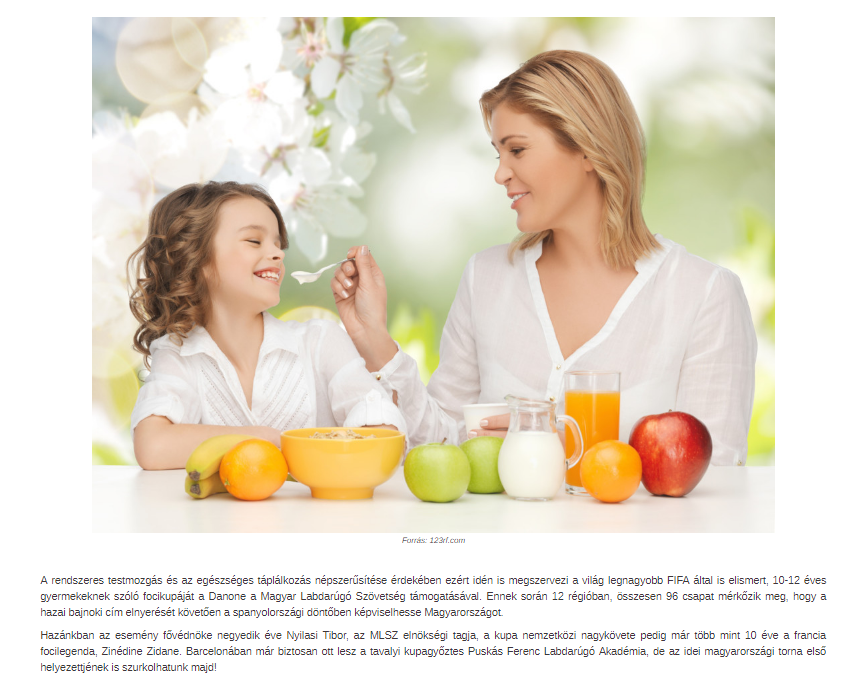 Forrás: 123rf.com
A rendszeres testmozgás és az egészséges táplálkozás népszerűsítése érdekében ezért idén is megszervezi a világ legnagyobb FIFA által is elismert, 10-12 éves
gyermekeknek szóló focikupáját a Danone a Magyar Labdarúgó Szövetség támogatásával. Ennek során 12 régióban, összesen 96 csapat mérkőzik meg, hogy a
hazai bajnoki cím elnyerését követően a spanyolországi döntőben képviselhesse Magyarországot.
Hazánkban az esemény fővédnöke negyedik éve Nyilasi Tibor, az MLSZ elnökségi tagja, a kupa nemzetközi nagykövete pedig már több mint 10 éve a francia
focilegenda, Zinédine Zidane. Barcelonában már biztosan ott lesz a tavalyi kupagyőztes Puskás Ferenc Labdarúgó Akadémia, de az idei magyarországi torna első
helyezettjének is szurkolhatunk majd!